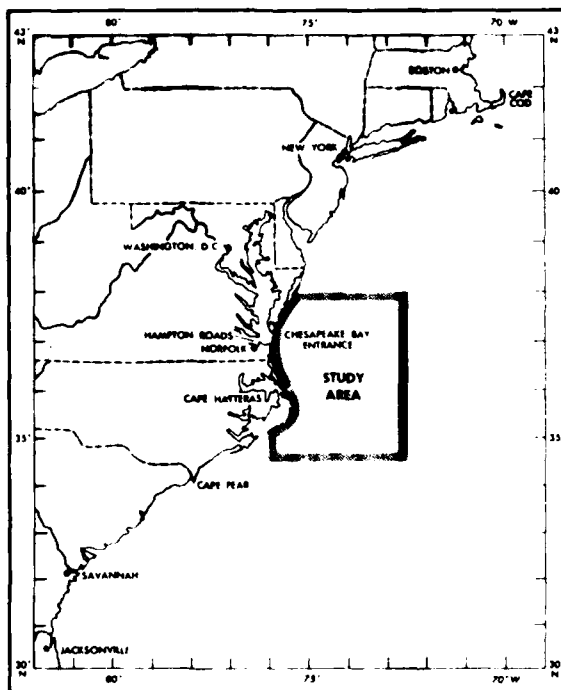 80° 75° 70° W
43 43
N N
BOSTON
CAPE
COD
NEW YORK
40° 40°
WASHINGTON D C
HAMPTON ROADS
NORFOLK
CHESAPEAKE BAY
ENTRANCE
STUDY
AREA
CAPE HATTERAS
35° 35°
CAPE FEAR
SAVANNAH
JACKSONVILLE
30° 30°
80° 75° 70° W